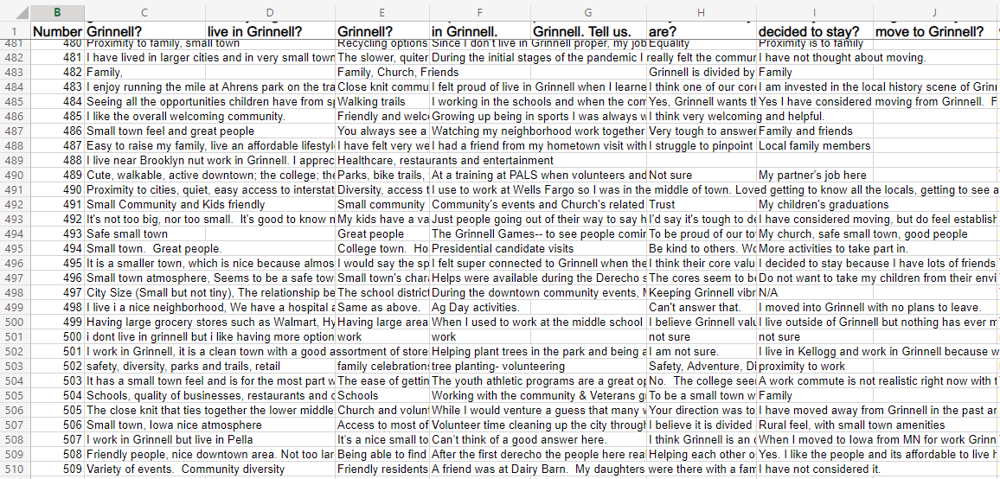 B C D E F G H I J
1 Number Grinnell? live in Grinnell? Grinnell? in Grinnell. Grinnell. Tell us. are? decided to stay? move to Grinnell?
481 480 Proximity to family, small town Recycling options Since I don't live in Grinnell proper, my job Equality Proximity is to family
482 481 I have lived in larger cities and in very small town The slower, quiter During the initial stages of the pandemic I really felt the commun I have not thought about moving.
483 482 Family, Family, Church, Friends Grinnell is divided by Family
484 483 I enjoy running the mile at Ahrens park on the tra Close knit commu I felt proud of live in Grinnell when I learne I think one of our core I am invested in the local history scene of Grinn
485 484 Seeing all the opportunities children have from sp Walking trails I working in the schools and when the com Yes, Grinnell wants th Yes I have considered moving from Grinnell. F
486 485 I like the overall welcoming community. Friendly and welco Growing up being in sports I was always w I think very welcoming and helpful.
487 486 Small town feel and great people You always see a Watching my neighborhood work together Very tough to answer Family and friends
488 487 Easy to raise my family, live an affordable lifestyl I have felt very we I had a friend from my hometown visit with I struggle to pinpoint Local family members
489 488 I live near Brooklyn nut work in Grinnell. I apprec Healthcare, restaurants and entertainment
490 489 Cute, walkable, active downtown; the college; the Parks, bike trails, At a training at PALS when volunteers and Not sure My partner's job here
491 490 Proximity to cities, quiet, easy access to interstat Diversity, access t I use to work at Wells Fargo so I was in the middle of town. Loved getting to know all the locals, getting to see a
492 491 Small Community and Kids friendly Small community Community's events and Church's related Trust My children's graduations
493 492 It's not too big, nor too small. It's good to know n My kids have a va Just people going out of their way to say h I'd say it's tough to de I have considered moving, but do feel establish
494 493 Safe small town Great people The Grinnell Games-- to see people comin To be proud of our to My church, safe small town, good people
495 494 Small town. Great people. College town. Ho Presidential candidate visits Be kind to others. Wo More activities to take part in.
496 495 It is a smaller town, which is nice because almos I would say the sp I felt super connected to Grinnell when the I think their core valu I decided to stay because I have lots of friends
497 496 Small town atmosphere, Seems to be a safe tow Small town's char Helps were available during the Derecho s The cores seem to be Do not want to take my children from their envi
498 497 City Size (Small but not tiny), The relationship be The school district During the downtown community events, Keeping Grinnell vibr N/A
499 498 I live i a nice neighborhood, We have a hospital a Same as above. Ag Day activities. Can't answer that. I moved into Grinnell with no plans to leave.
500 499 Having large grocery stores such as Walmart, Hy Having large area When I used to work at the middle school I believe Grinnell valu I live outside of Grinnell but nothing has ever m
501 500 i dont live in grinnell but i like having more option work work not sure not sure
502 501 I work in Grinnell, it is a clean town with a good assortment of store Helping plant trees in the park and being a I am not sure. I live in Kellogg and work in Grinnell because w
503 502 safety, diversity, parks and trails, retail family celebrations tree planting- volunteering Safety, Adventure, Di proximity to work
504 503 It has a small town feel and is for the most part w The ease of gettin The youth athletic programs are a great op No. The college see A work commute is not realistic right now with t
505 504 Schools, quality of businesses, restaurants and c Schools Working with the community & Veterans g To be a small town w Family
506 505 The close knit that ties together the lower middle Church and volun While I would venture a guess that many w Your direction was to I have moved away from Grinnell in the past an
507 506 Small town, Iowa nice atmosphere Access to most of Volunteer time cleaning up the city through I believe it is divided Rural feel, with small town amenities
508 507 I work in Grinnell but live in Pella It's a nice small to Can't think of a good answer here. I think Grinnell is an When I moved to Iowa from MN for work Grinn
509 508 Friendly people, nice downtown area. Not too lar Being able to find After the first derecho the people here rea Helping each other o Yes. I like the people and its affordable to live h
510 509 Variety of events. Community diversity Friendly residents A friend was at Dairy Barn. My daughters were there with a fam I have not considered it.